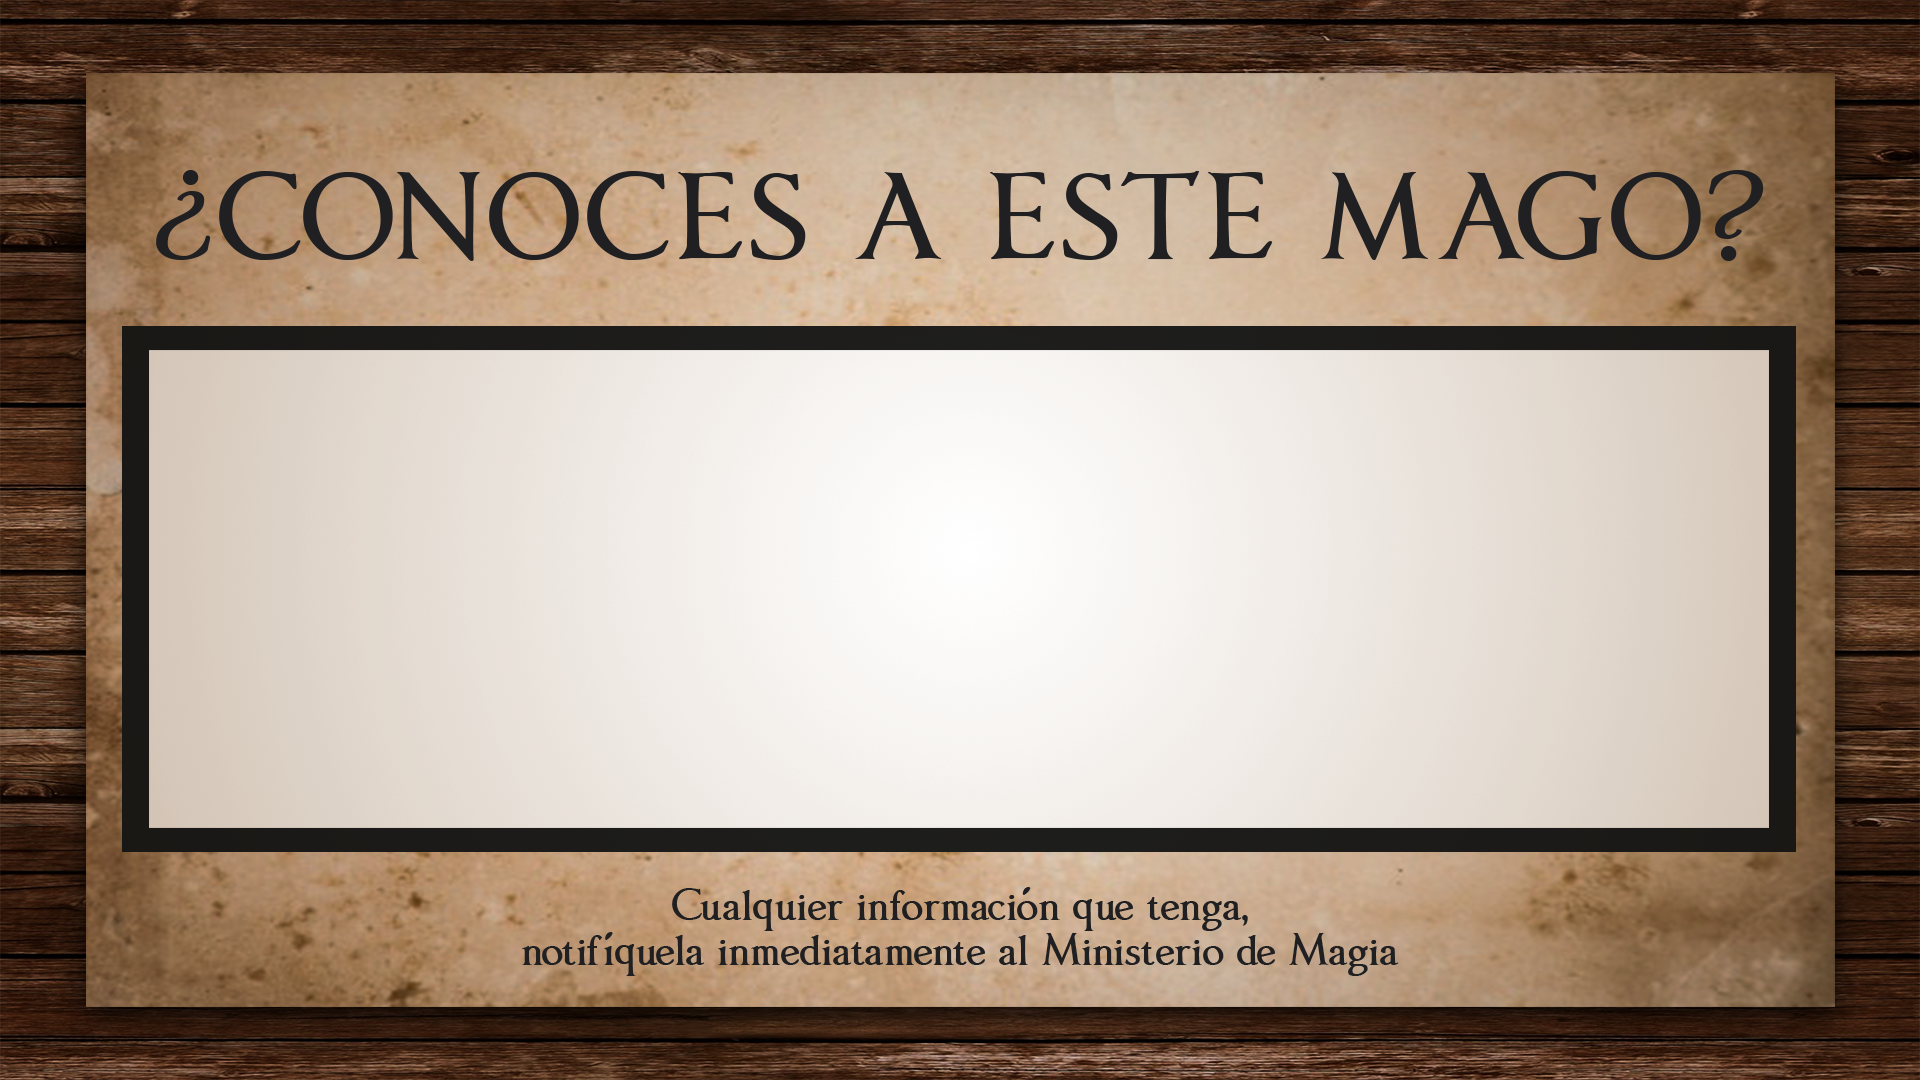 ¿CONOCES A ESTE MAGO?
Cualquier información que tenga,
notifíquela inmediatamente al Ministerio de Magia